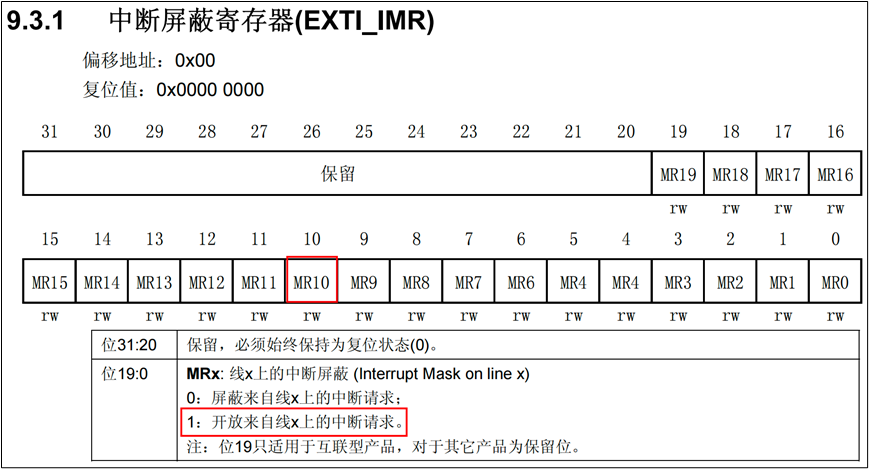 9.3.1 中断屏蔽寄存器(EXTI_IMR)
偏移地址：0x00
复位值：0x0000 0000
31 30 29 28 27 26 25 24 23 22 21 20 19 18 17 16
保留 MR19 MR18 MR17 MR16
rw rw rw rw
15 14 13 12 11 10 9 8 7 6 5 4 3 2 1 0
MR15 MR14 MR13 MR12 MR11 MR10 MR9 MR8 MR7 MR6 MR4 MR4 MR3 MR2 MR1 MR0
rw rw rw rw rw rw rw rw rw rw rw rw rw rw rw rw
位31:20 保留，必须始终保持为复位状态(0)。
位19:0 MRx: 线x上的中断屏蔽 (Interrupt Mask on line x)
0：屏蔽来自线x上的中断请求；
1：开放来自线x上的中断请求。
注：位19只适用于互联型产品，对于其它产品为保留位。